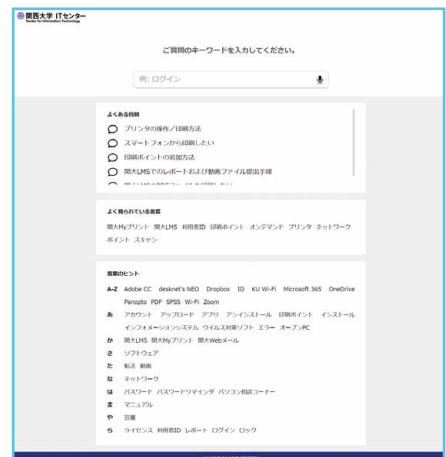 関西大学 ITセンター
Center for Information Technology
ご質問のキーワードを入力してください。
例: ログイン
よくある質問
プリンタの操作/印刷方法
スマートフォンから印刷したい
印刷ポイントの追加方法
関大LMSでのレポートおよび動画ファイル提出手順
よく見られている言葉
関大Myプリント 関大LMS 利用者ID 印刷ポイント オンデマンド プリンタ ネットワーク
ポイント スキャン
言葉のヒント
A-Z Adobe CC desknet's NEO Dropbox ID KU Wi-Fi Microsoft 365 OneDrive
Panopto PDF SPSS Wi-Fi Zoom
あ アカウント アップロード アプリ アンインストール 印刷ポイント インストール
インフォメーションシステム ウイルス対策ソフト エラー オープンPC
か 関大LMS 関大Myプリント 関大Webメール
さ ソフトウェア
た 転送 動画
な ネットワーク
は パスワード パスワードリマインダ パソコン相談コーナー
ま マニュアル
や 容量
ら ライセンス 利用者ID レポート ログイン ロック